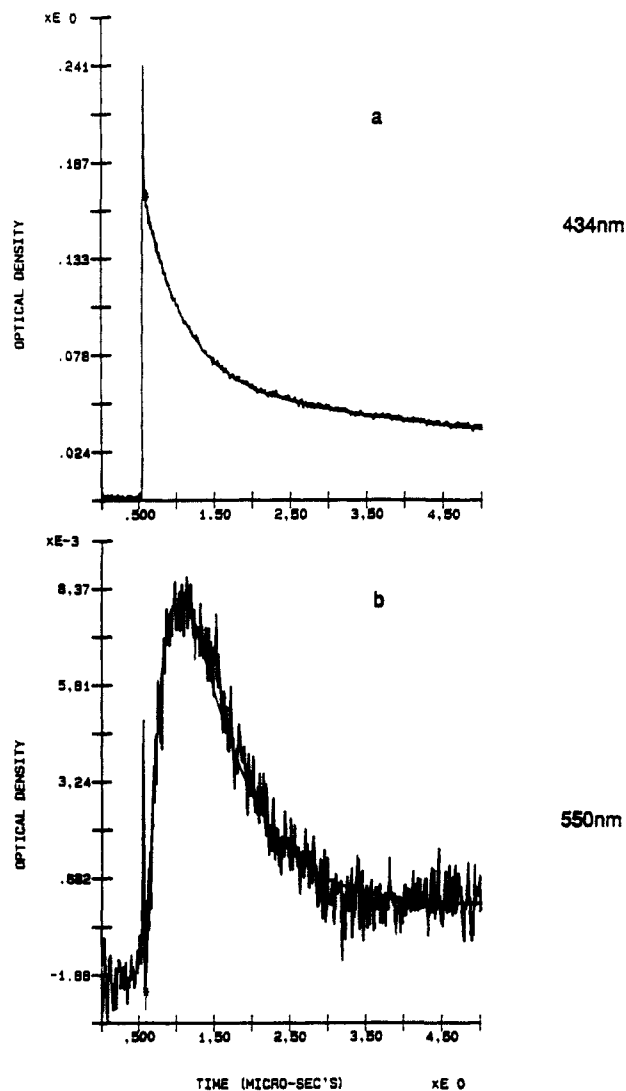 xE 0
.241
a
.187
434nm
.133
OPTICAL DENSITY
.078
.024
.500 1.50 2.50 3.50 4.50
xE-3
8.37
b
5.81
3.24
OPTICAL DENSITY
550nm
.582
-1.88
.500 1.50 2.50 3.50 4.50
TIME (MICRO-SEC'S) xE 0